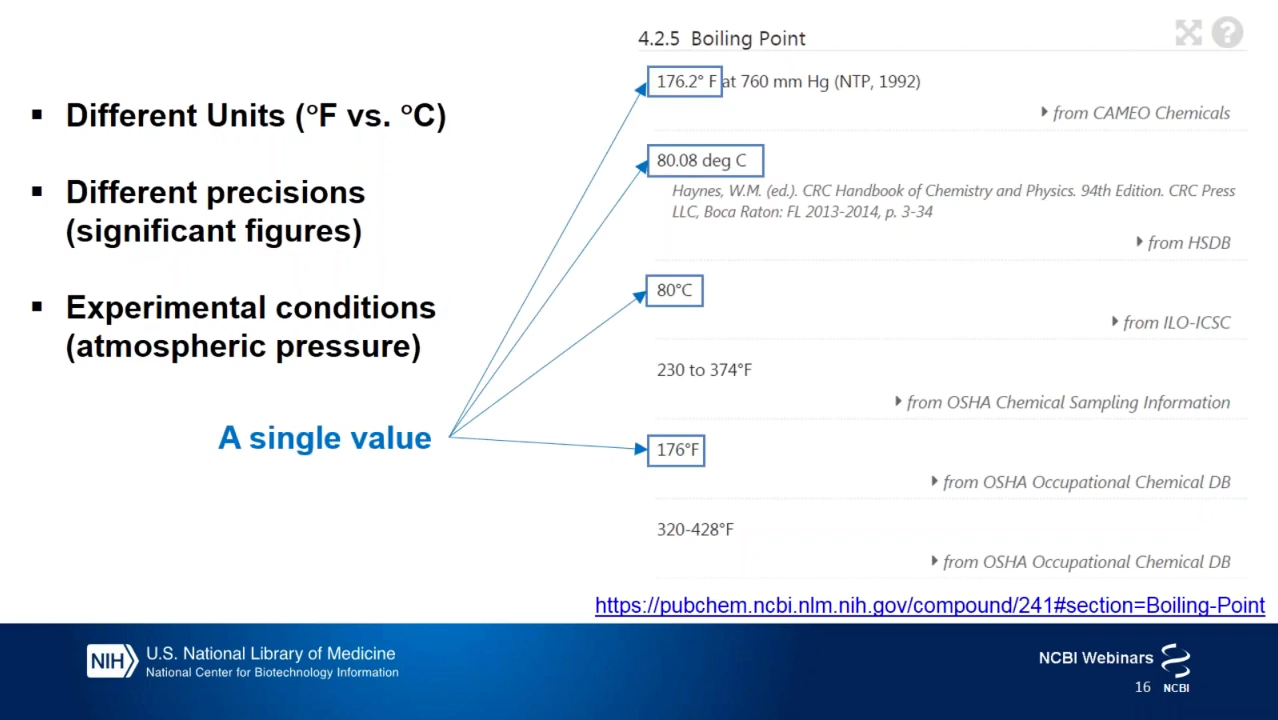 ▪ Different Units (°F vs. °C)
▪ Different precisions
(significant figures)
▪ Experimental conditions
(atmospheric pressure)
A single value
4.2.5 Boiling Point
?
176.2° F at 760 mm Hg (NTP, 1992)
from CAMEO Chemicals
80.08 deg C
Haynes, W.M. (ed.). CRC Handbook of Chemistry and Physics. 94th Edition. CRC Press
LLC, Boca Raton: FL 2013-2014, p. 3-34
from HSDB
80°C
from ILO-ICSC
230 to 374°F
from OSHA Chemical Sampling Information
176°F
from OSHA Occupational Chemical DB
320-428°F
from OSHA Occupational Chemical DB
https://pubchem.ncbi.nlm.nih.gov/compound/241#section=Boiling-Point
NIH
U.S. National Library of Medicine
National Center for Biotechnology Information
NCBI Webinars
16
NCBI